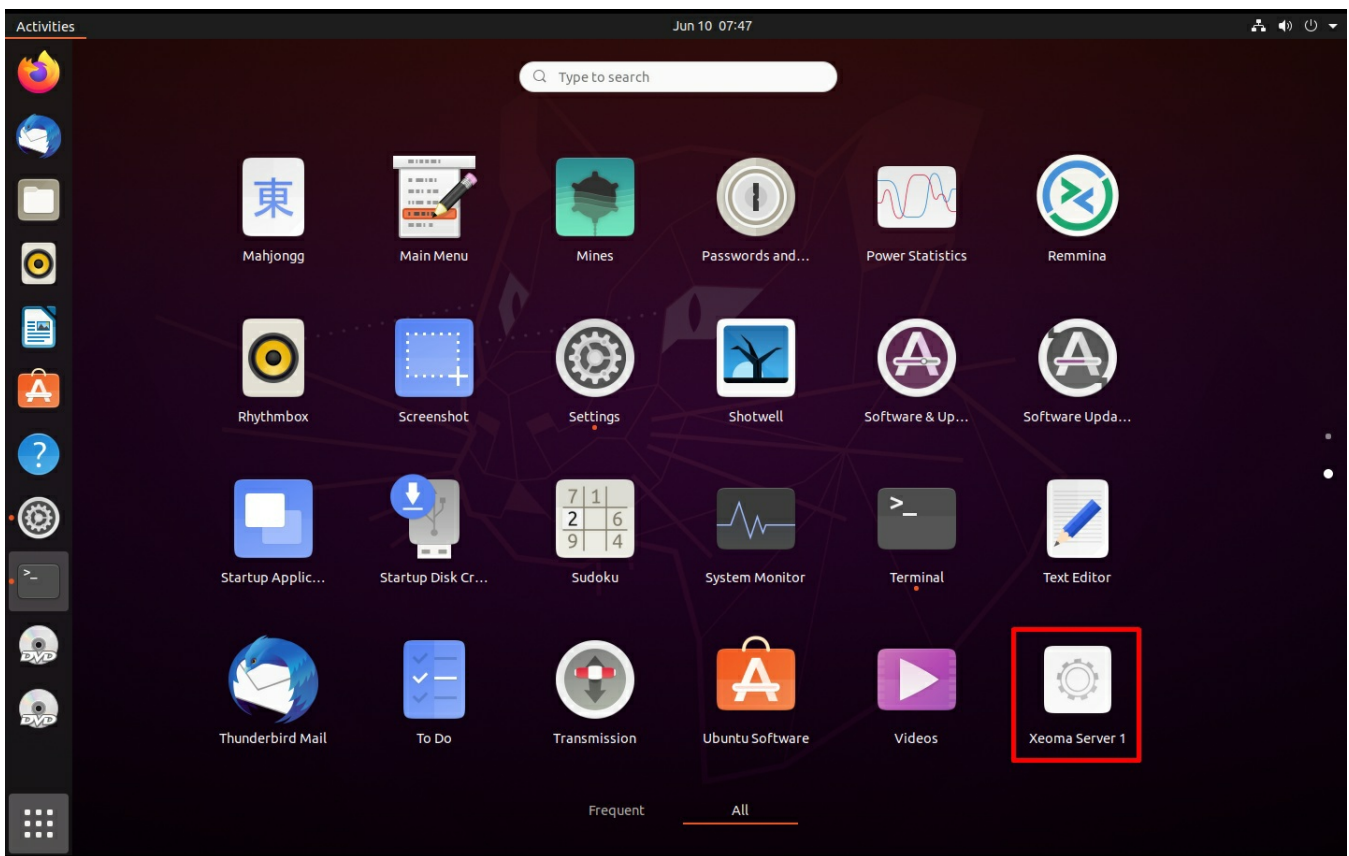 Activities
Jun 10 07:47
Type to search
東
Mahjongg
Main Menu
Mines
Passwords and...
Power Statistics
Remmina
Rhythmbox
Screenshot
Settings
Shotwell
Software & Up...
Software Upda...
7 1
2 6
9 4
>_
Startup Applic...
Startup Disk Cr...
Sudoku
System Monitor
Terminal
Text Editor
>_
DVD
Thunderbird Mail
To Do
Transmission
Ubuntu Software
Videos
Xeoma Server 1
DVD
Frequent
All